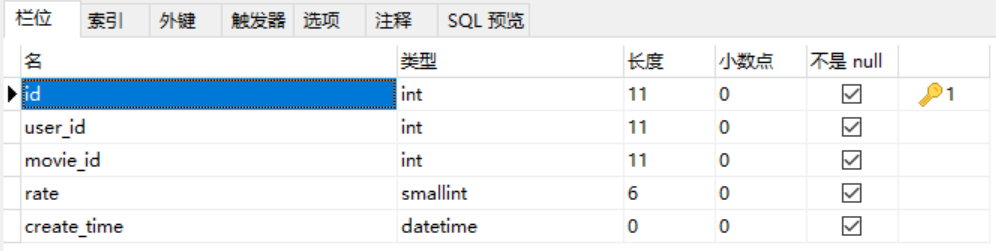 栏位 索引 外键 触发器 选项 注释 SQL 预览
名 类型 长度 小数点 不是 null
id int 11 0 1
user_id int 11 0
movie_id int 11 0
rate smallint 6 0
create_time datetime 0 0